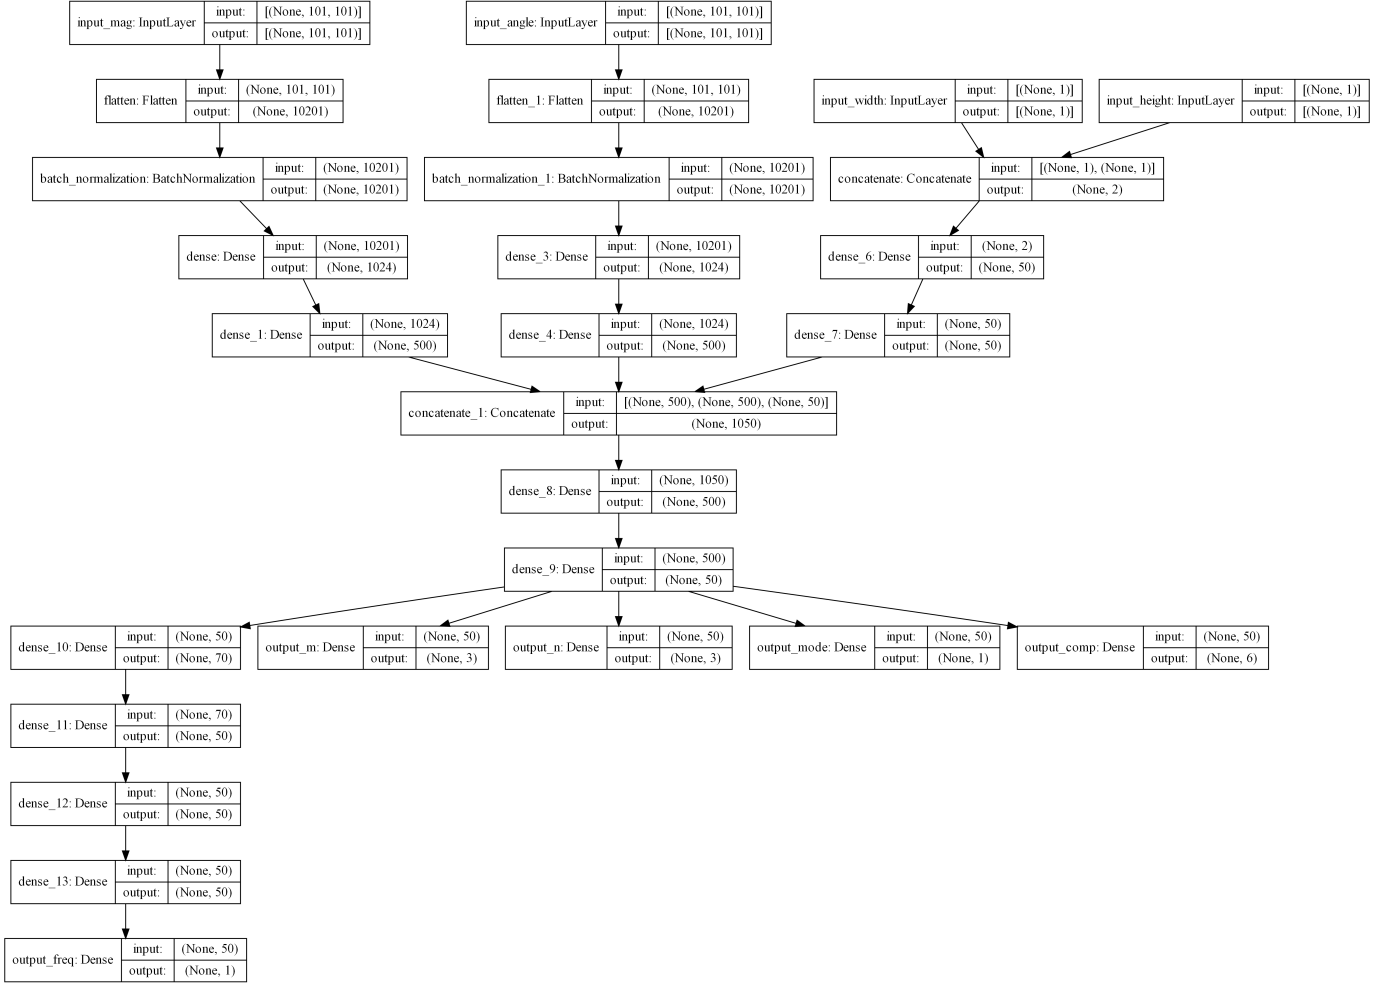 input_mag: InputLayer input: [(None, 101, 101)] output: [(None, 101, 101)]
input_angle: InputLayer input: [(None, 101, 101)] output: [(None, 101, 101)]
flatten: Flatten input: (None, 101, 101) output: (None, 10201)
flatten_1: Flatten input: (None, 101, 101) output: (None, 10201)
input_width: InputLayer input: [(None, 1)] output: [(None, 1)]
input_height: InputLayer input: [(None, 1)] output: [(None, 1)]
batch_normalization: BatchNormalization input: (None, 10201) output: (None, 10201)
batch_normalization_1: BatchNormalization input: (None, 10201) output: (None, 10201)
concatenate: Concatenate input: [(None, 1), (None, 1)] output: (None, 2)
dense: Dense input: (None, 10201) output: (None, 1024)
dense_3: Dense input: (None, 10201) output: (None, 1024)
dense_6: Dense input: (None, 2) output: (None, 50)
dense_1: Dense input: (None, 1024) output: (None, 500)
dense_4: Dense input: (None, 1024) output: (None, 500)
dense_7: Dense input: (None, 50) output: (None, 50)
concatenate_1: Concatenate input: [(None, 500), (None, 500), (None, 50)] output: (None, 1050)
dense_8: Dense input: (None, 1050) output: (None, 500)
dense_9: Dense input: (None, 500) output: (None, 50)
dense_10: Dense input: (None, 50) output: (None, 70)
output_m: Dense input: (None, 50) output: (None, 3)
output_n: Dense input: (None, 50) output: (None, 3)
output_mode: Dense input: (None, 50) output: (None, 1)
output_comp: Dense input: (None, 50) output: (None, 6)
dense_11: Dense input: (None, 70) output: (None, 50)
dense_12: Dense input: (None, 50) output: (None, 50)
dense_13: Dense input: (None, 50) output: (None, 50)
output_freq: Dense input: (None, 50) output: (None, 1)